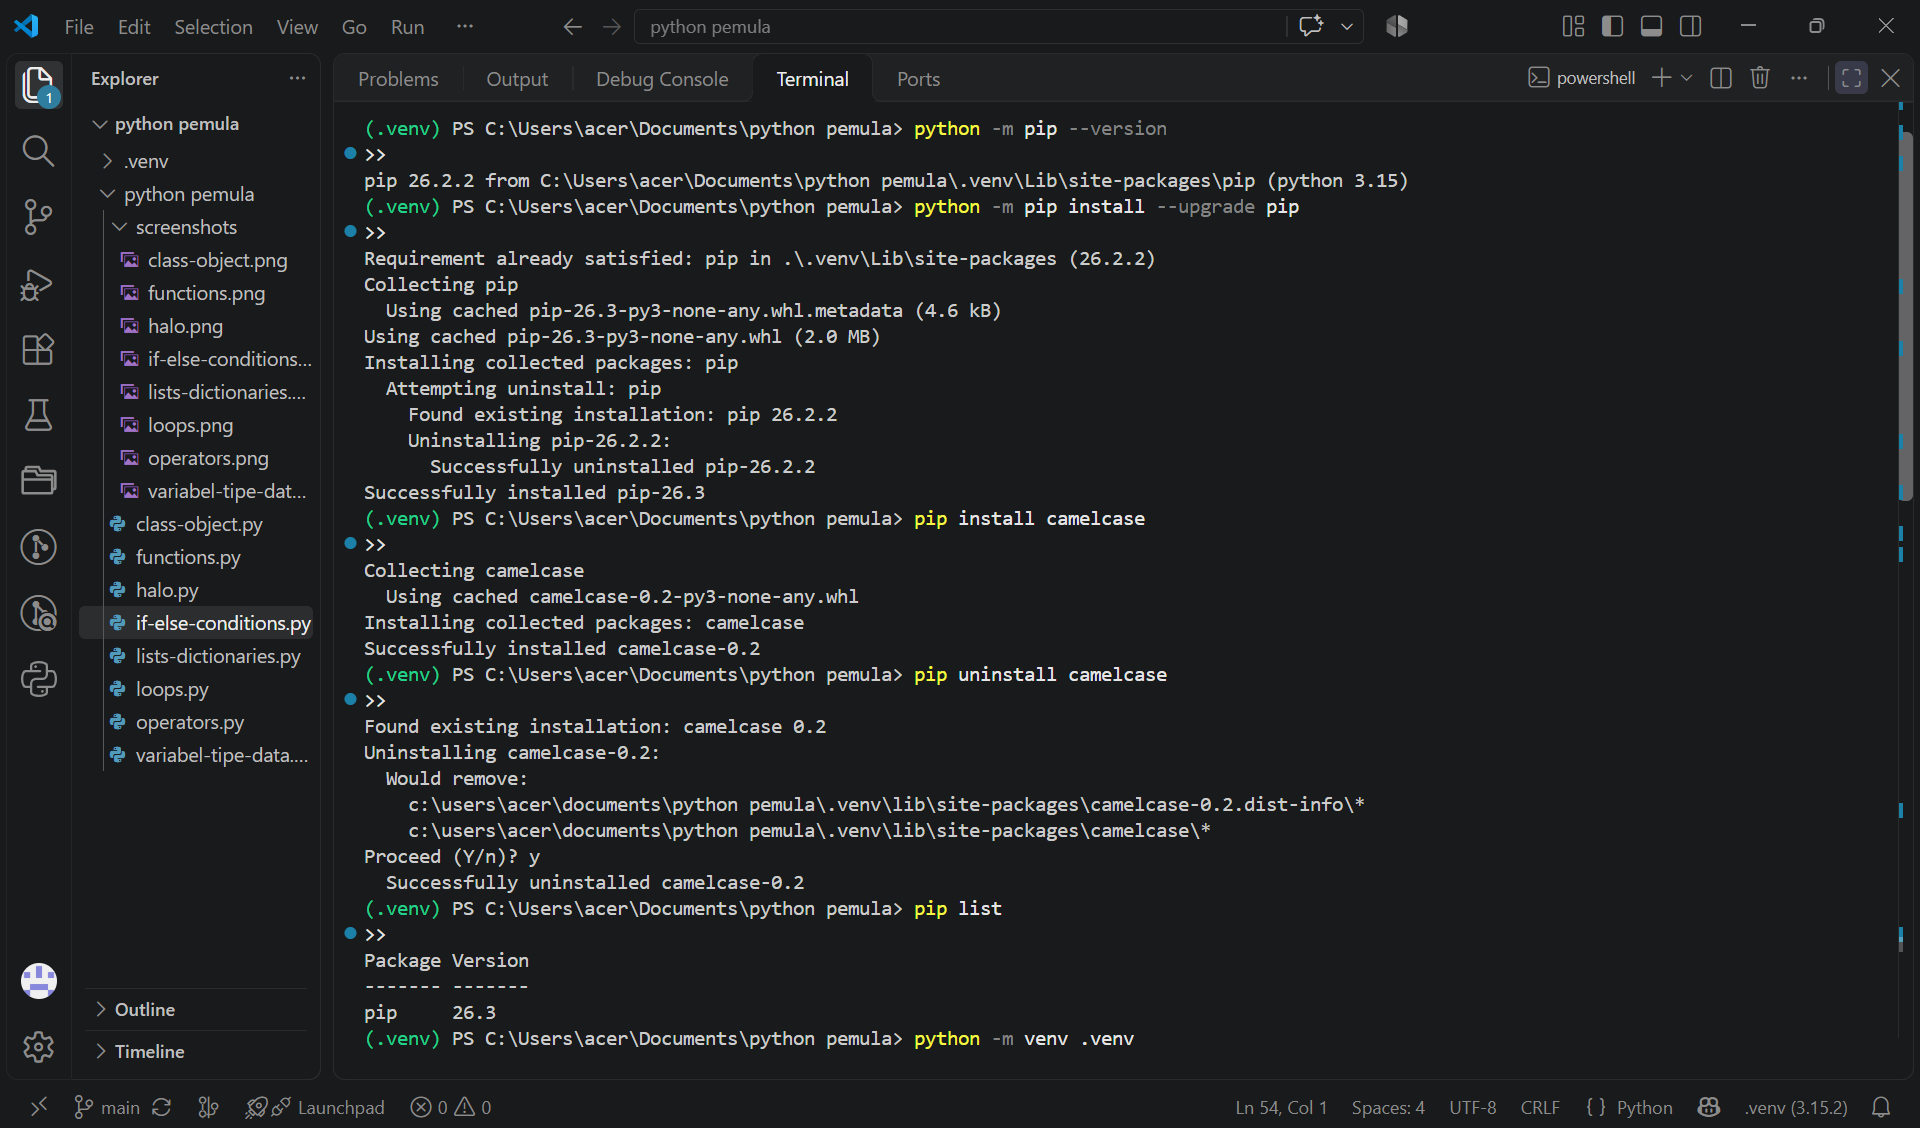 File Edit Selection View Go Run ··· python pemula
Explorer ···
1
python pemula
.venv
python pemula
screenshots
class-object.png
functions.png
halo.png
if-else-conditions...
lists-dictionaries....
loops.png
operators.png
variabel-tipe-dat...
class-object.py
functions.py
halo.py
if-else-conditions.py
lists-dictionaries.py
loops.py
operators.py
variabel-tipe-data....
Outline
Timeline
Problems Output Debug Console Terminal Ports powershell ···
(.venv) PS C:\Users\acer\Documents\python pemula> python -m pip --version
>>
pip 26.2.2 from C:\Users\acer\Documents\python pemula\.venv\Lib\site-packages\pip (python 3.15)
(.venv) PS C:\Users\acer\Documents\python pemula> python -m pip install --upgrade pip
>>
Requirement already satisfied: pip in .\.venv\Lib\site-packages (26.2.2)
Collecting pip
  Using cached pip-26.3-py3-none-any.whl.metadata (4.6 kB)
Using cached pip-26.3-py3-none-any.whl (2.0 MB)
Installing collected packages: pip
  Attempting uninstall: pip
    Found existing installation: pip 26.2.2
    Uninstalling pip-26.2.2:
      Successfully uninstalled pip-26.2.2
Successfully installed pip-26.3
(.venv) PS C:\Users\acer\Documents\python pemula> pip install camelcase
>>
Collecting camelcase
  Using cached camelcase-0.2-py3-none-any.whl
Installing collected packages: camelcase
Successfully installed camelcase-0.2
(.venv) PS C:\Users\acer\Documents\python pemula> pip uninstall camelcase
>>
Found existing installation: camelcase 0.2
Uninstalling camelcase-0.2:
  Would remove:
    c:\users\acer\documents\python pemula\.venv\lib\site-packages\camelcase-0.2.dist-info\*
    c:\users\acer\documents\python pemula\.venv\lib\site-packages\camelcase\*
Proceed (Y/n)? y
  Successfully uninstalled camelcase-0.2
(.venv) PS C:\Users\acer\Documents\python pemula> pip list
>>
Package Version
------- -------
pip     26.3
(.venv) PS C:\Users\acer\Documents\python pemula> python -m venv .venv
main Launchpad 0 0 Ln 54, Col 1 Spaces: 4 UTF-8 CRLF { } Python .venv (3.15.2)